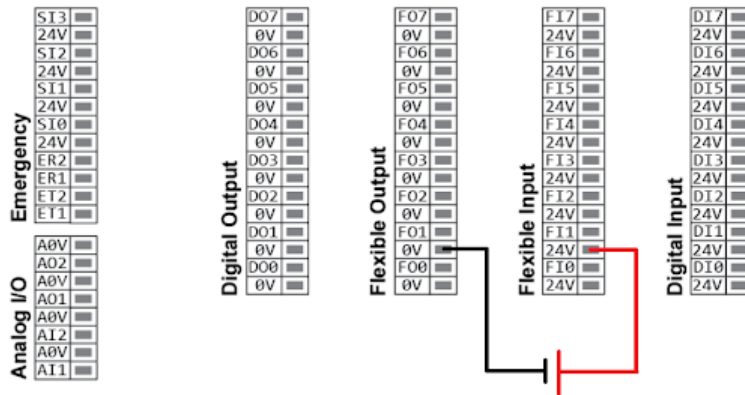 Emergency
SI3
24V
SI2
24V
SI1
24V
SI0
24V
ER2
ER1
ET2
ET1
Analog I/O
A0V
AO2
A0V
AO1
A0V
AI2
A0V
AI1
Digital Output
DO7
0V
DO6
0V
DO5
0V
DO4
0V
DO3
0V
DO2
0V
DO1
0V
DO0
0V
Flexible Output
FO7
0V
FO6
0V
FO5
0V
FO4
0V
FO3
0V
FO2
0V
FO1
0V
FO0
0V
Flexible Input
FI7
24V
FI6
24V
FI5
24V
FI4
24V
FI3
24V
FI2
24V
FI1
24V
FI0
24V
Digital Input
DI7
24V
DI6
24V
DI5
24V
DI4
24V
DI3
24V
DI2
24V
DI1
24V
DI0
24V